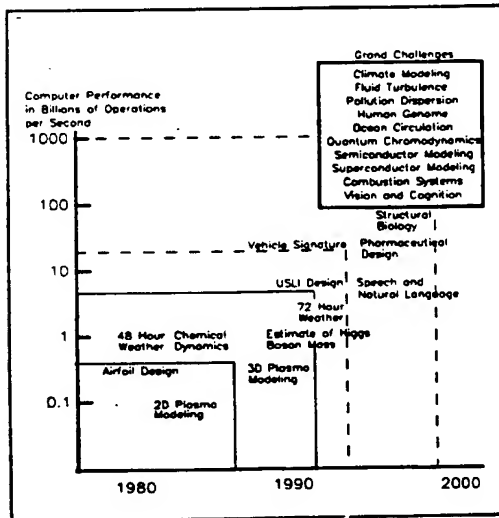 Grand Challenges
Climate Modeling
Fluid Turbulence
Pollution Dispersion
Human Genome
Ocean Circulation
Quantum Chromodynamics
Semiconductor Modeling
Superconductor Modeling
Combustion Systems
Vision and Cognition
Computer Performance
in Billions of Operations
per Second
1000
100
10
1
0.1
Structural
Biology
Vehicle Signature
Pharmaceutical
Design
USLI Design
Speech and
Natural Language
72 Hour
Weather
48 Hour Chemical
Weather Dynamics
Estimate of Higgs
Boson Mass
Airfoil Design
3D Plasma
Modeling
2D Plasma
Modeling
1980
1990
2000